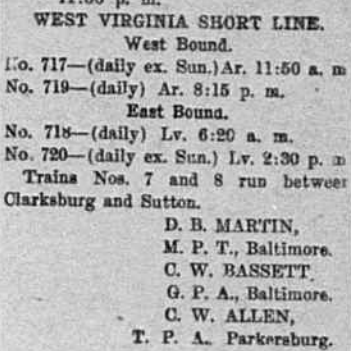 11:30 p. m.
WEST VIRGINIA SHORT LINE.
West Bound.
No. 717—(daily ex. Sun.) Ar. 11:50 a. m
No. 719—(daily) Ar. 8:15 p. m.
East Bound.
No. 718—(daily) Lv. 6:20 a. m.
No. 720—(daily ex. Sun.) Lv. 2:30 p. m
Trains Nos. 7 and 8 run between
Clarksburg and Sutton.
D. B. MARTIN,
M. P. T., Baltimore.
C. W. BASSETT
G. P. A., Baltimore.
C. W. ALLEN,
T. P. A. Parkersburg.